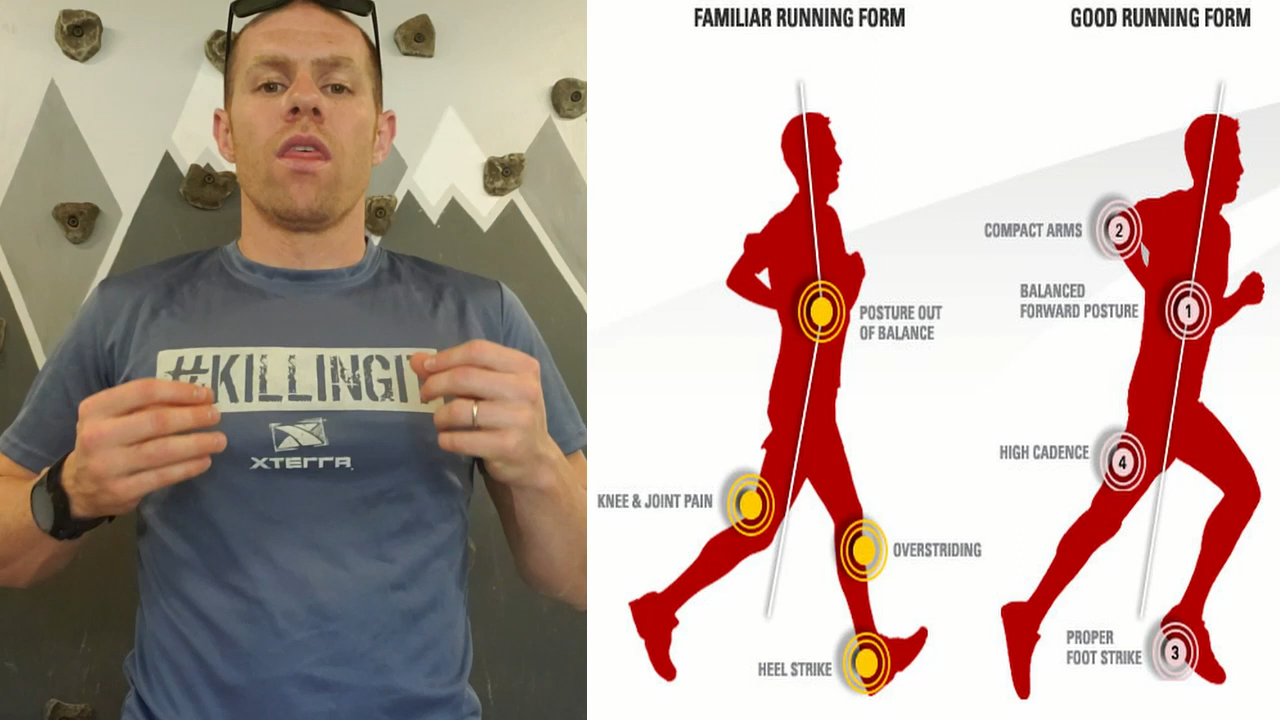 #KILLINGIT
XTERRA
FAMILIAR RUNNING FORM
POSTURE OUT
OF BALANCE
KNEE & JOINT PAIN
OVERSTRIDING
HEEL STRIKE
GOOD RUNNING FORM
COMPACT ARMS
2
BALANCED
FORWARD POSTURE
1
HIGH CADENCE
4
PROPER
FOOT STRIKE
3